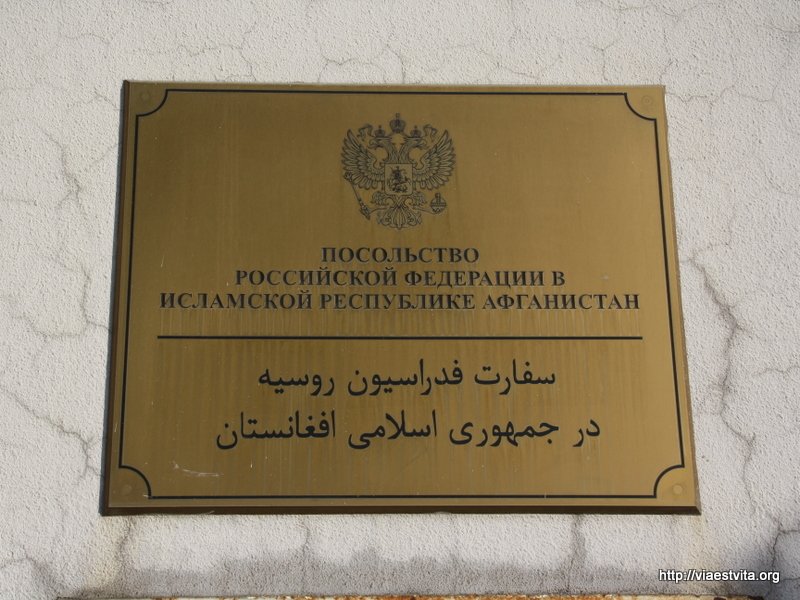 ПОСОЛЬСТВО
РОССИЙСКОЙ ФЕДЕРАЦИИ В
ИСЛАМСКОЙ РЕСПУБЛИКЕ АФГАНИСТАН
سفارت فدراسیون روسیه
در جمهوری اسلامی افغانستان
http://viaestvita.org